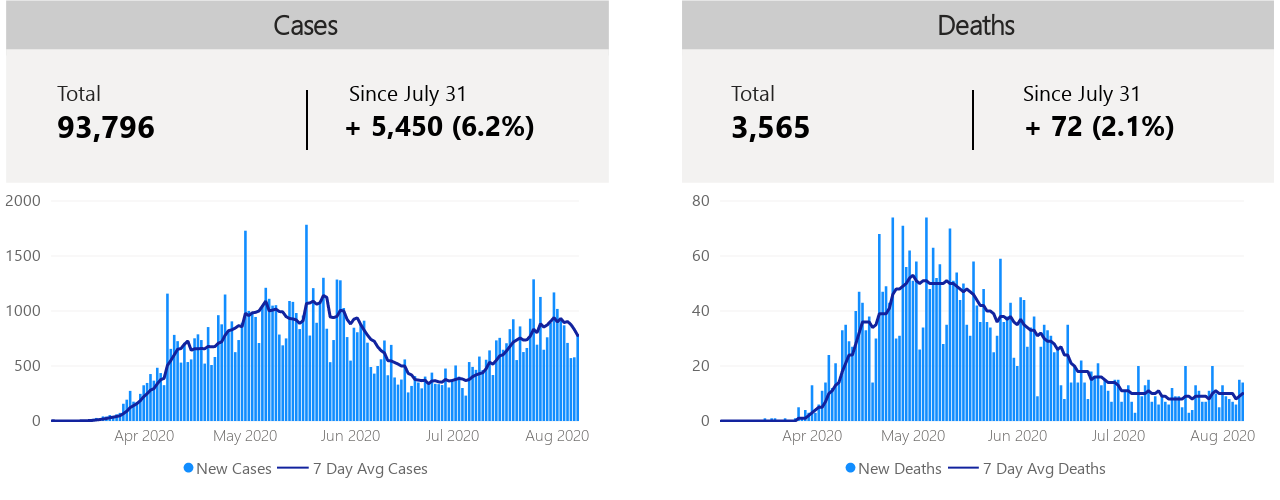 Cases
Total
93,796
Since July 31
+ 5,450 (6.2%)
2000
1500
1000
500
0
Apr 2020 May 2020 Jun 2020 Jul 2020 Aug 2020
New Cases 7 Day Avg Cases
Deaths
Total
3,565
Since July 31
+ 72 (2.1%)
80
60
40
20
0
Apr 2020 May 2020 Jun 2020 Jul 2020 Aug 2020
New Deaths 7 Day Avg Deaths